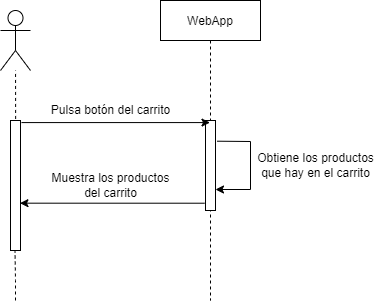 WebApp
Pulsa botón del carrito
Obtiene los productos
que hay en el carrito
Muestra los productos
del carrito